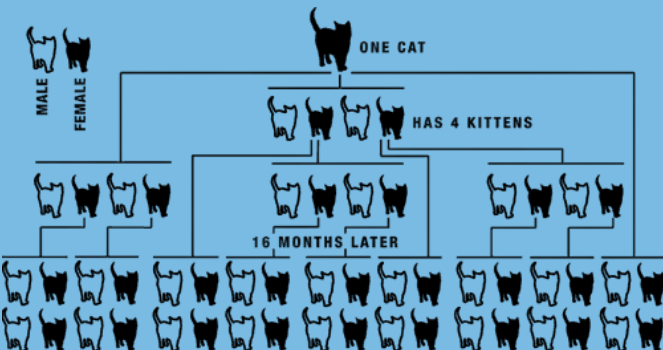 ONE CAT
MALE
FEMALE
HAS 4 KITTENS
16 MONTHS LATER